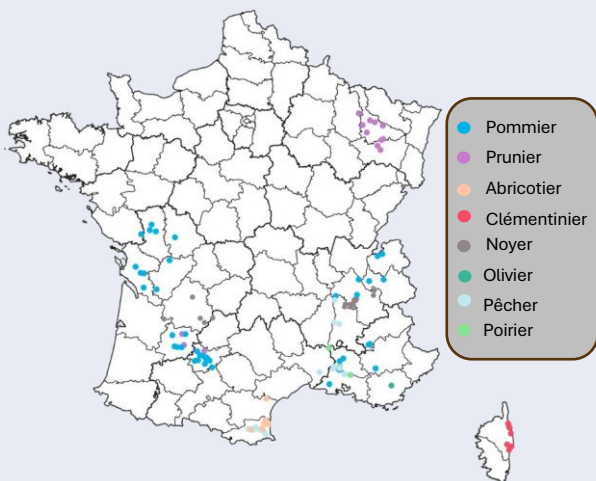 Pommier
Prunier
Abricotier
Clémentinier
Noyer
Olivier
Pêcher
Poirier